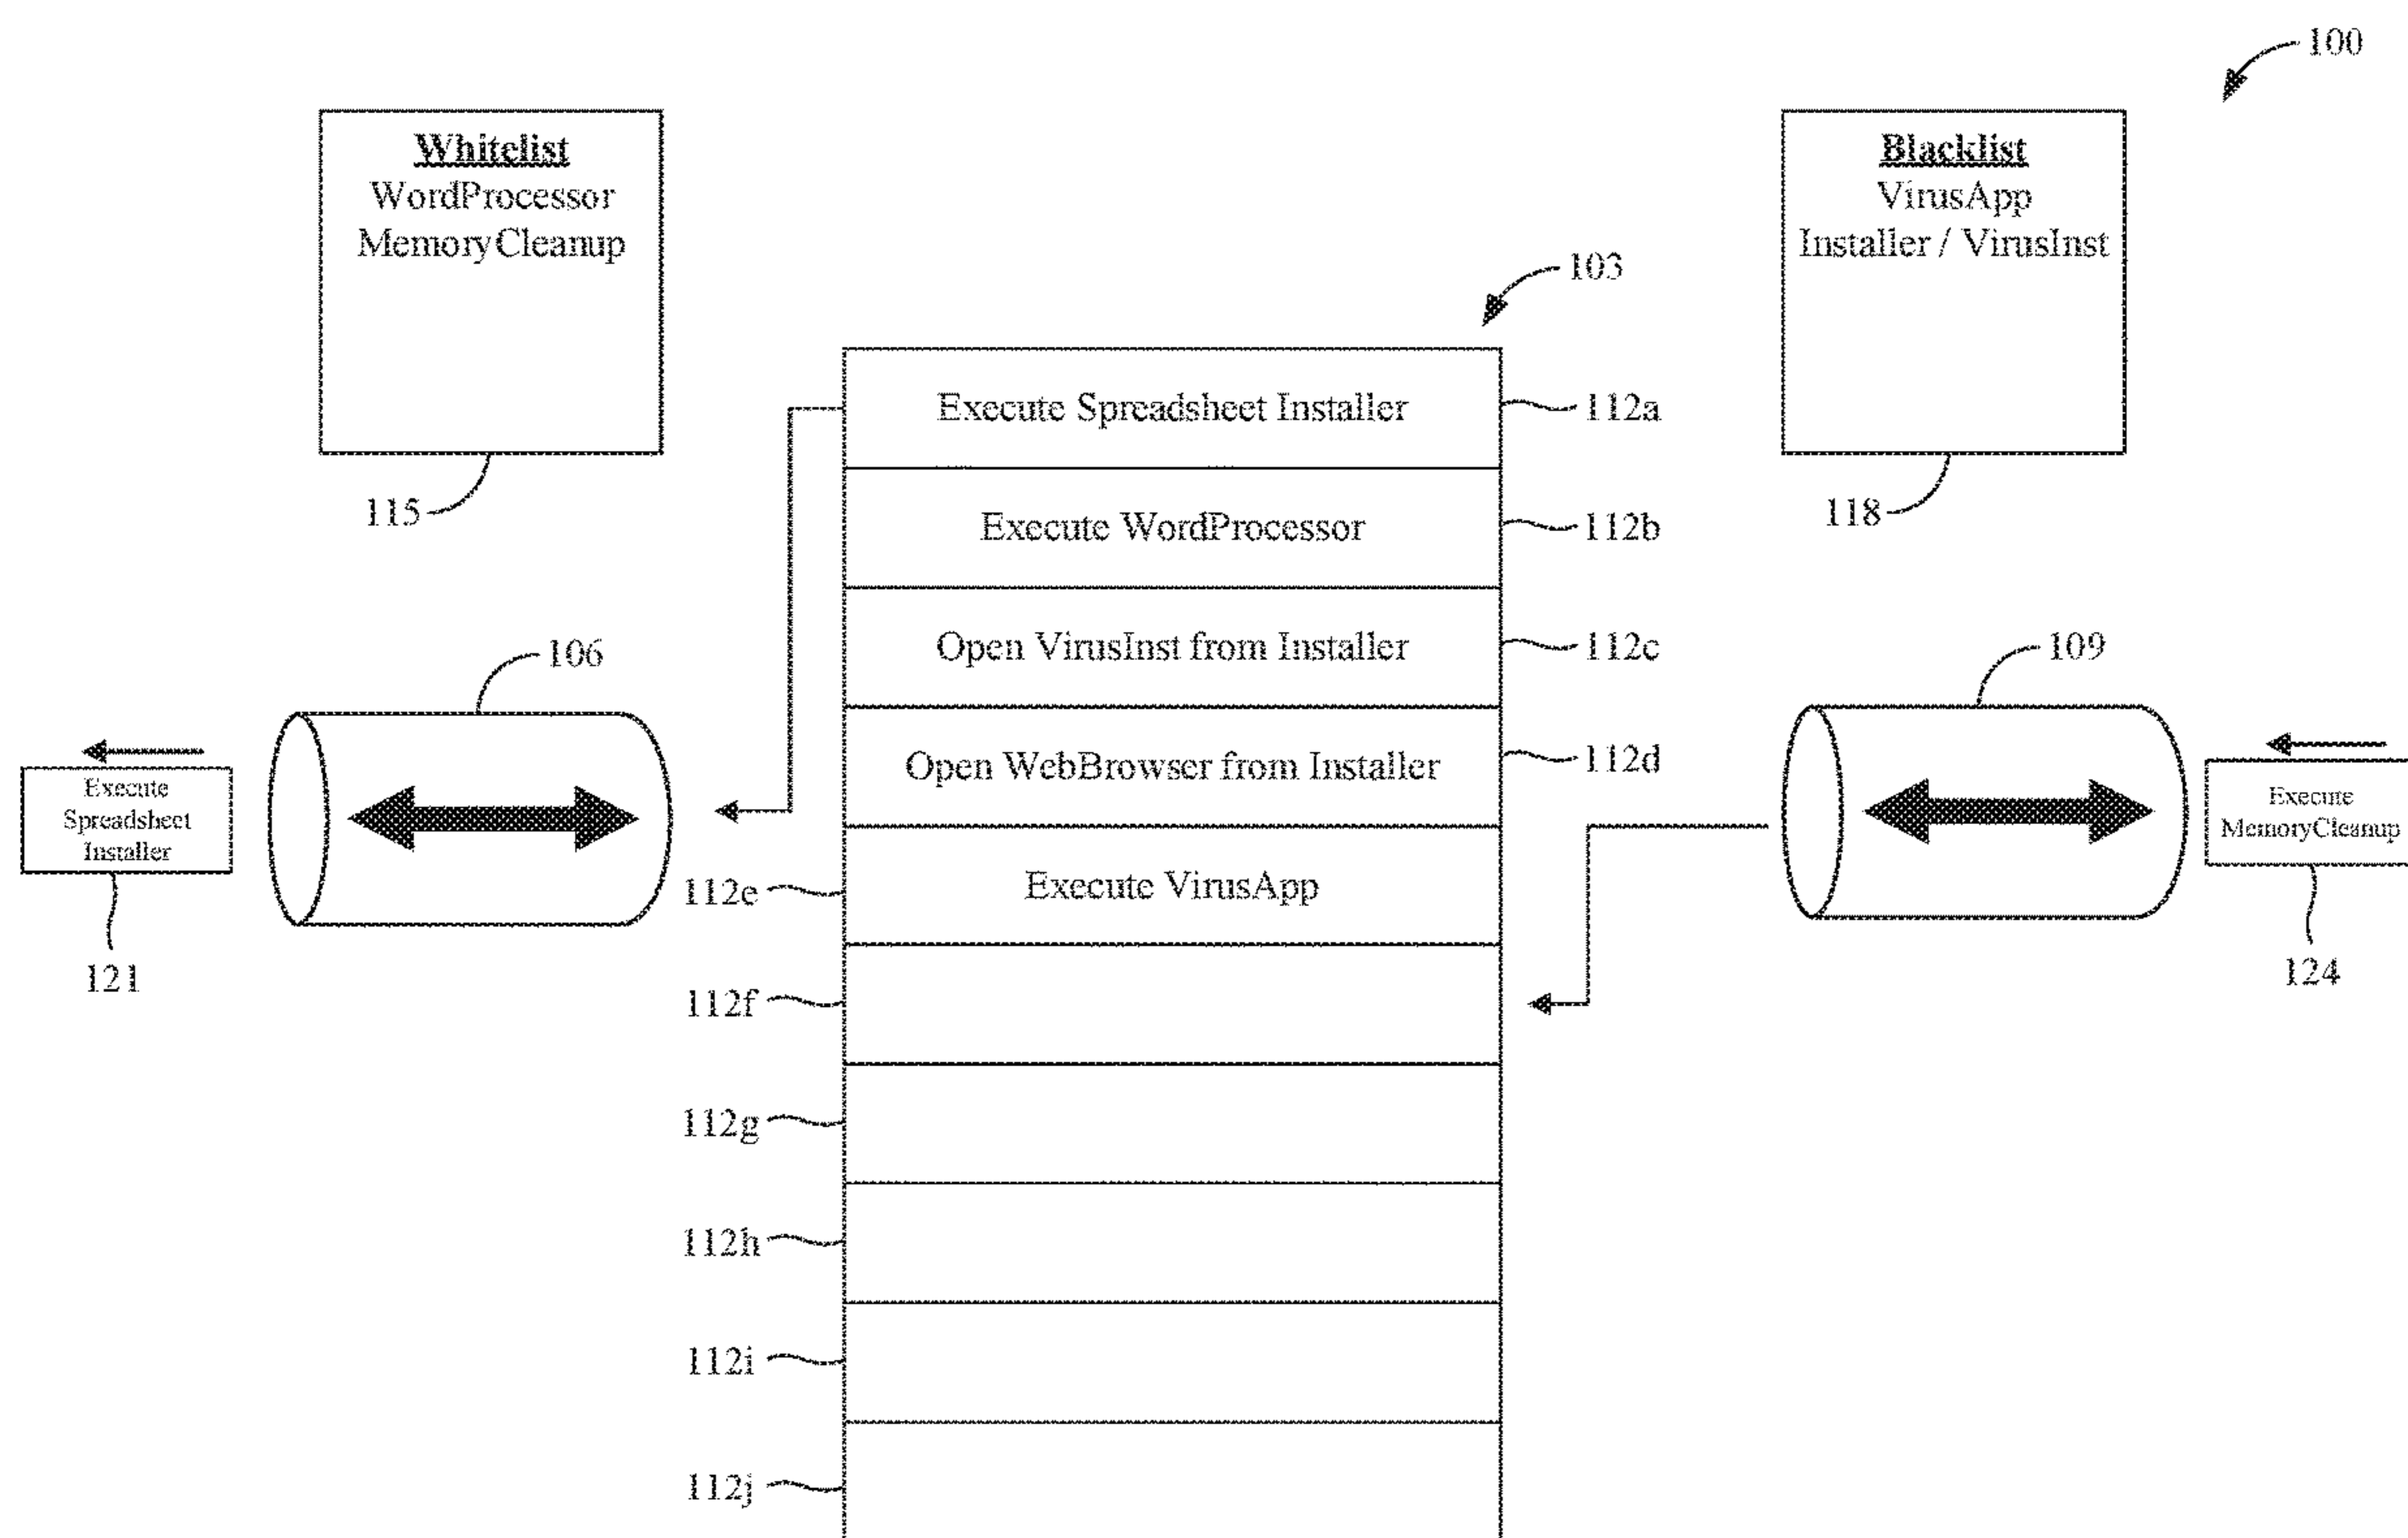 100
Whitelist
WordProcessor
MemoryCleanup
115
Blacklist
VirusApp
Installer / VirusInst
118
103
Execute Spreadsheet Installer
112a
Execute WordProcessor
112b
Open VirusInst from Installer
112c
Open WebBrowser from Installer
112d
Execute VirusApp
112e
112f
112g
112h
112i
112j
106
Execute
Spreadsheet
Installer
121
109
Execute
MemoryCleanup
124